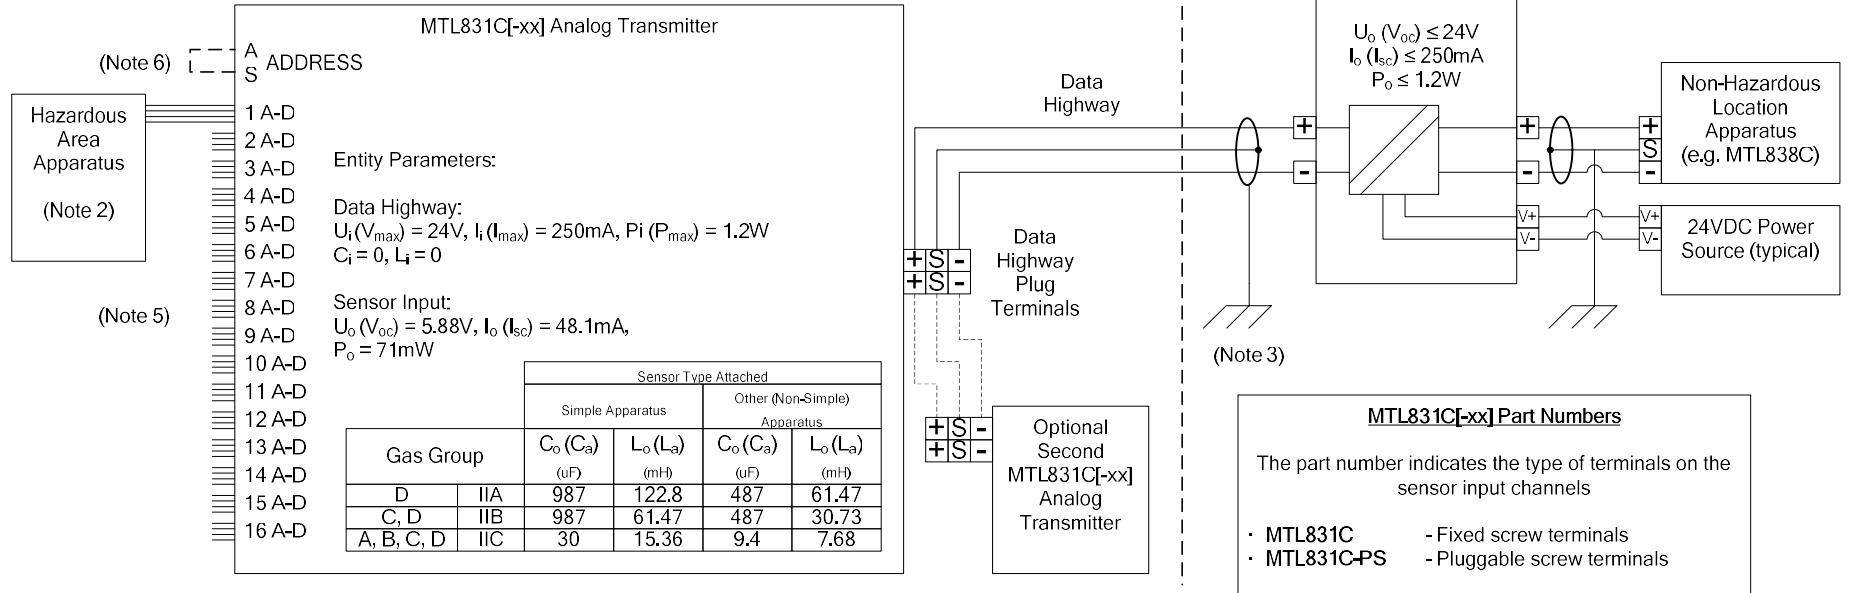 MTL831C[-xx] Analog Transmitter
(Note 6)
A
S
ADDRESS
Hazardous
Area
Apparatus
(Note 2)
(Note 5)
1 A-D
2 A-D
3 A-D
4 A-D
5 A-D
6 A-D
7 A-D
8 A-D
9 A-D
10 A-D
11 A-D
12 A-D
13 A-D
14 A-D
15 A-D
16 A-D
Entity Parameters:
Data Highway:
Ui (Vmax) = 24V, Ii (Imax) = 250mA, Pi (Pmax) = 1.2W
Ci = 0, Li = 0
Sensor Input:
Uo (Voc) = 5.88V, Io (Isc) = 48.1mA,
Po = 71mW
Sensor Type Attached
Simple Apparatus
Other (Non-Simple)
Apparatus
Gas Group
Co (Ca)
(uF)
Lo (La)
(mH)
Co (Ca)
(uF)
Lo (La)
(mH)
D IIA 987 122.8 487 61.47
C, D IIB 987 61.47 487 30.73
A, B, C, D IIC 30 15.36 9.4 7.68
+ S -
+ S -
Data
Highway
Plug
Terminals
Data
Highway
+ S -
+ S -
Optional
Second
MTL831C[-xx]
Analog
Transmitter
Uo (Voc) ≤ 24V
Io (Isc) ≤ 250mA
Po ≤ 1.2W
+
-
+
-
V+
V-
+
S
-
Non-Hazardous
Location
Apparatus
(e.g. MTL838C)
V+
V-
24VDC Power
Source (typical)
(Note 3)
MTL831C[-xx] Part Numbers
The part number indicates the type of terminals on the
sensor input channels
· MTL831C - Fixed screw terminals
· MTL831C-PS - Pluggable screw terminals